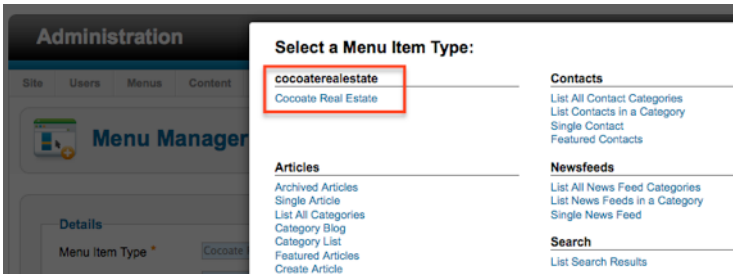 Administration
Site Users Menus Content
Menu Manager
Details
Menu Item Type *
Cocoate
Select a Menu Item Type:
cocoaterealestate
Cocoate Real Estate
Articles
Archived Articles
Single Article
List All Categories
Category Blog
Category List
Featured Articles
Create Article
Contacts
List All Contact Categories
List Contacts in a Category
Single Contact
Featured Contacts
Newsfeeds
List All News Feed Categories
List News Feeds in a Category
Single News Feed
Search
List Search Results